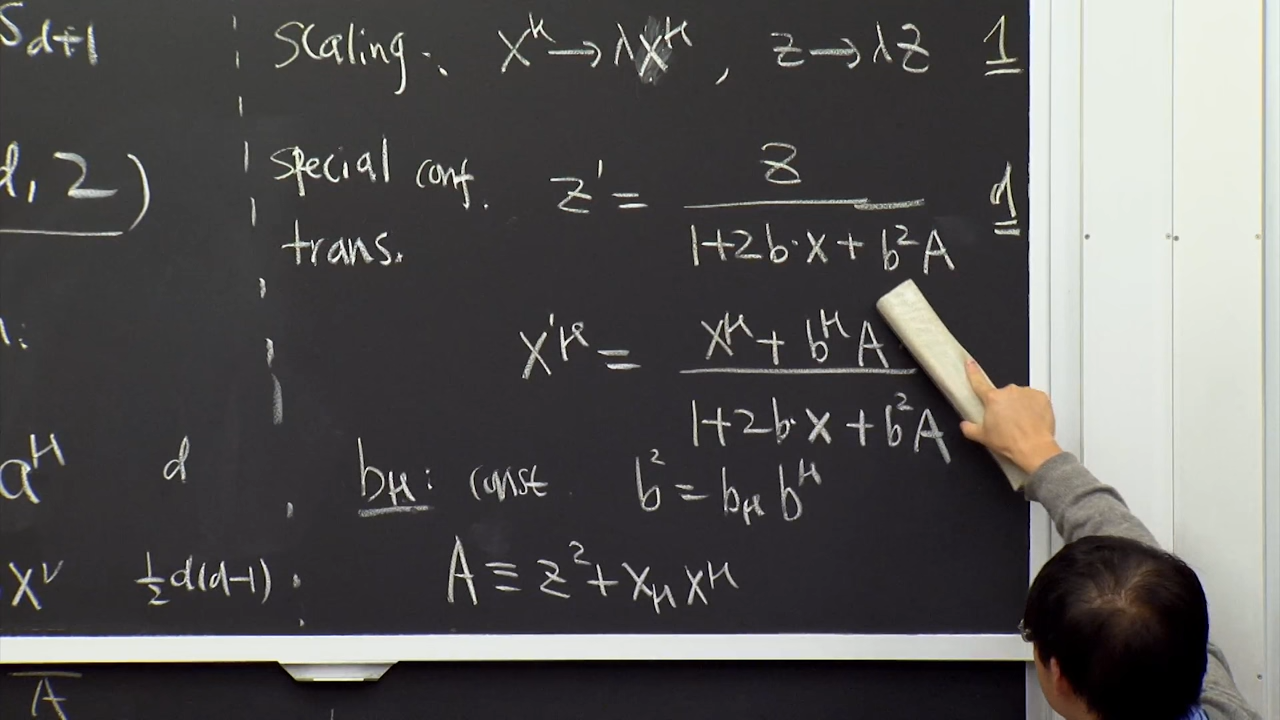 S_{d+1}
d, 2)
n:
a^μ d
x^ν ½d(d-1)
A
Scaling: x^μ → λx^μ, z → λz 1
special conf. trans. z' = z / (1+2b·x+b²A) d
x'^μ = (x^μ + b^μ A) / (1+2b·x+b²A)
b_μ: const b² = b_μ b^μ
A ≡ z² + x_μ x^μ